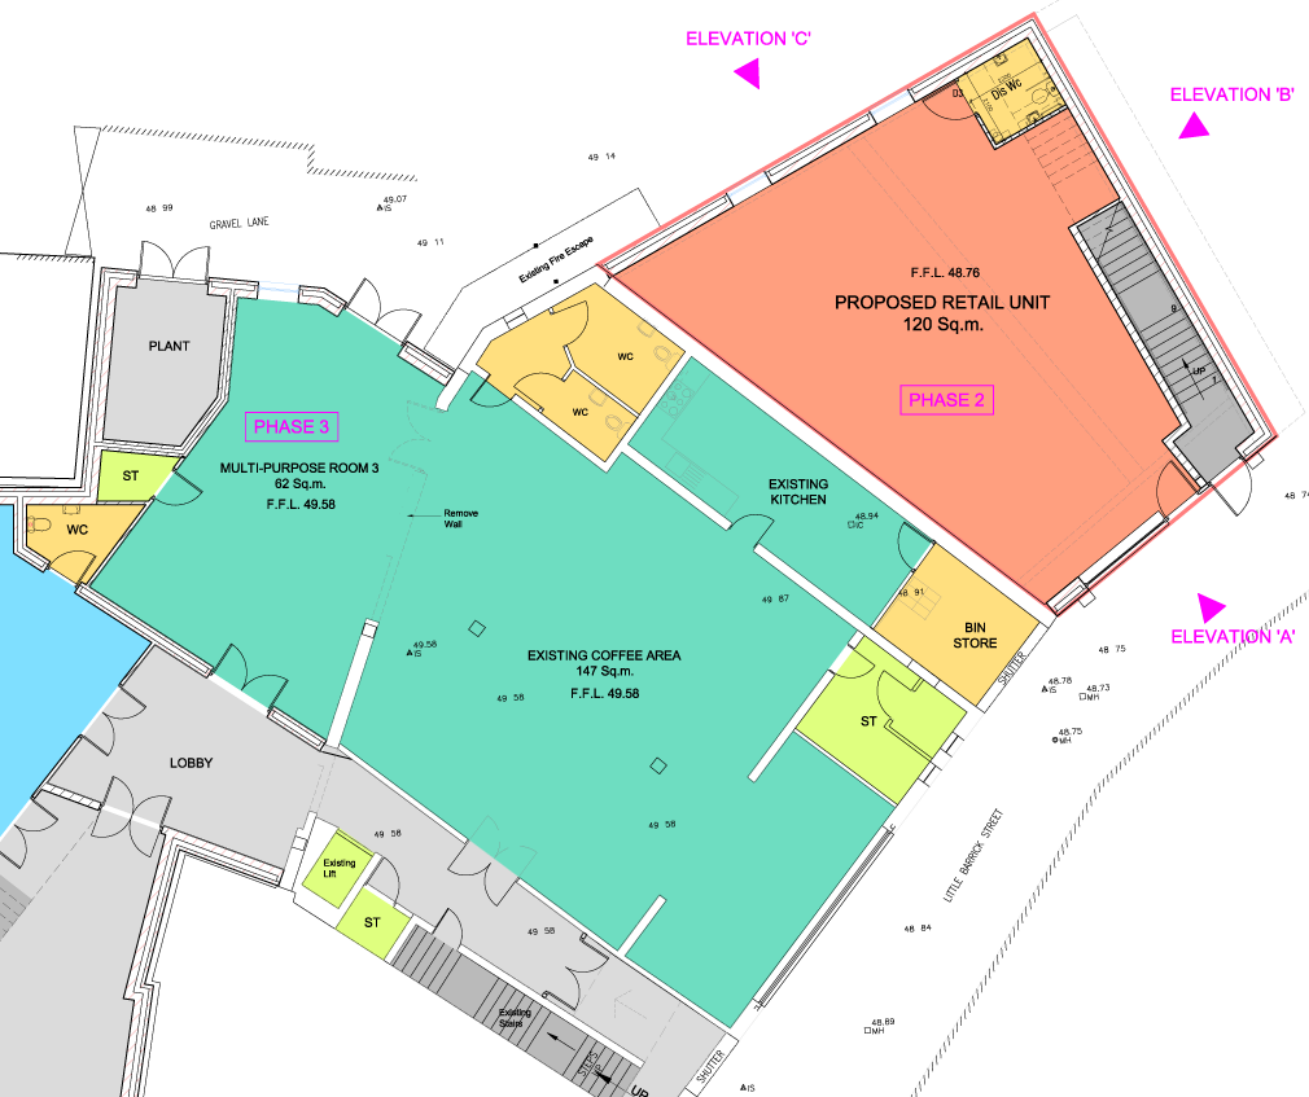 ELEVATION 'C'
ELEVATION 'B'
Dis Wc
D3
49 14
49.07
IS
48 99
GRAVEL LANE
49 11
Existing Fire Escape
F.F.L. 48.76
PROPOSED RETAIL UNIT
120 Sq.m.
PHASE 2
8
UP
1
PLANT
WC
WC
PHASE 3
MULTI-PURPOSE ROOM 3
62 Sq.m.
F.F.L. 49.58
ST
WC
Remove
Wall
EXISTING
KITCHEN
48.94
IC
48 74
48 91
49 87
BIN
STORE
SHUTTER
ELEVATION 'A'
48 75
49.58
IS
EXISTING COFFEE AREA
147 Sq.m.
F.F.L. 49.58
49 58
48.78
IS
48.73
MH
48.75
MH
ST
LOBBY
49 58
49 58
Existing
Lift
ST
LITTLE BARRICK STREET
49 58
48 84
Existing
Stairs
STEPS
UP
UP
SHUTTER
48.89
MH
IS